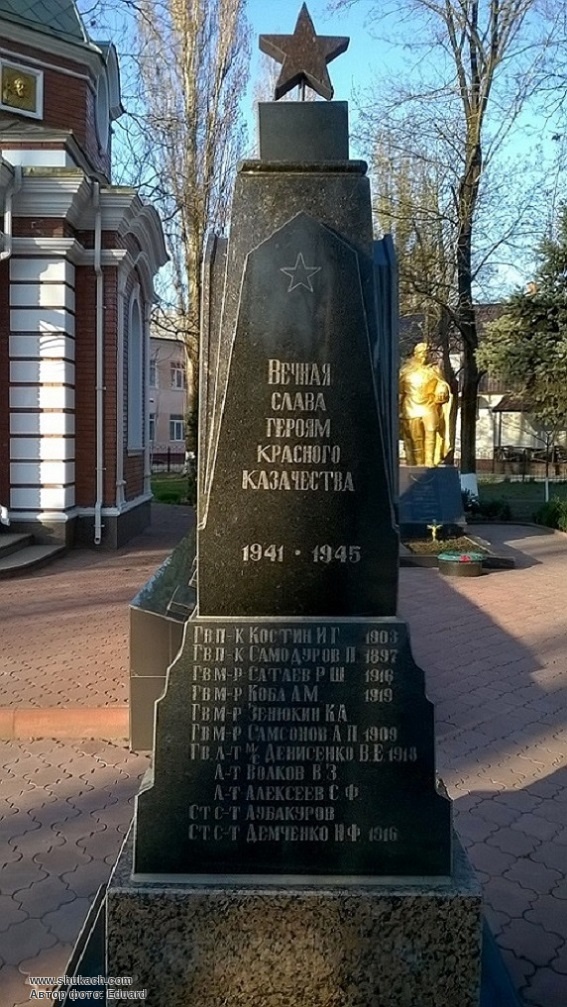 Вечная
слава
героям
красного
казачества
1941 • 1945
Гв.п-к Костин И Г 1903
Гв.п-к Самодуров П 1897
Гв.м-р Сатаев Р Ш 1916
Гв.м-р Коба А М 1919
Гв.м-р Зенюкин К А
Гв.м-р Самсонов А.П 1909
Гв.л-т м/с Денисенко В.Е 1918
Л-т Волков В З
Л-т Алексеев С.Ф.
Ст с-т Аубакуров
Ст с-т Демченко И Ф 1916
www.shukach.com
Автор фото: Eduard